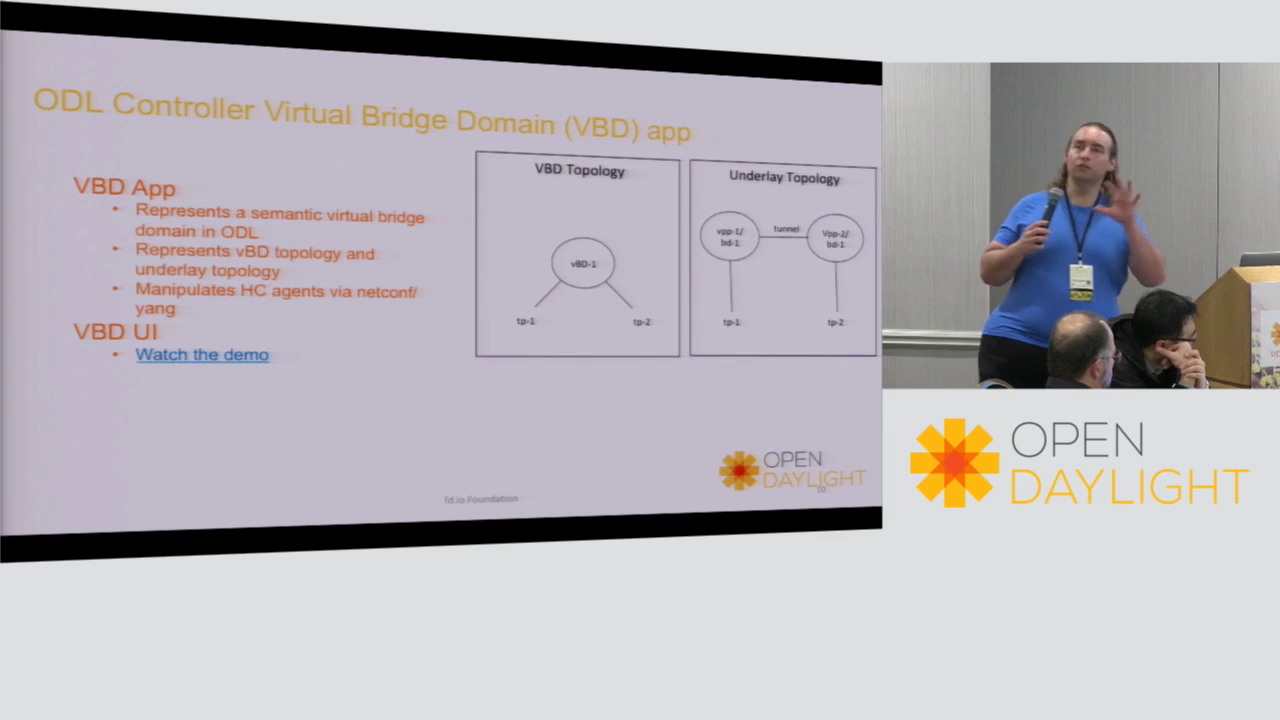 ODL Controller Virtual Bridge Domain (VBD) app
VBD App
• Represents a semantic virtual bridge
domain in ODL
• Represents vBD topology and
underlay topology
• Manipulates HC agents via netconf/
yang
VBD UI
• Watch the demo
VBD Topology
vBD-1
tp-1
tp-2
Underlay Topology
vpp-1/
bd-1
tunnel
Vpp-2/
bd-1
tp-1
tp-2
OPEN
DAYLIGHT
10
fd.io Foundation
OPEN
DAYLIGHT